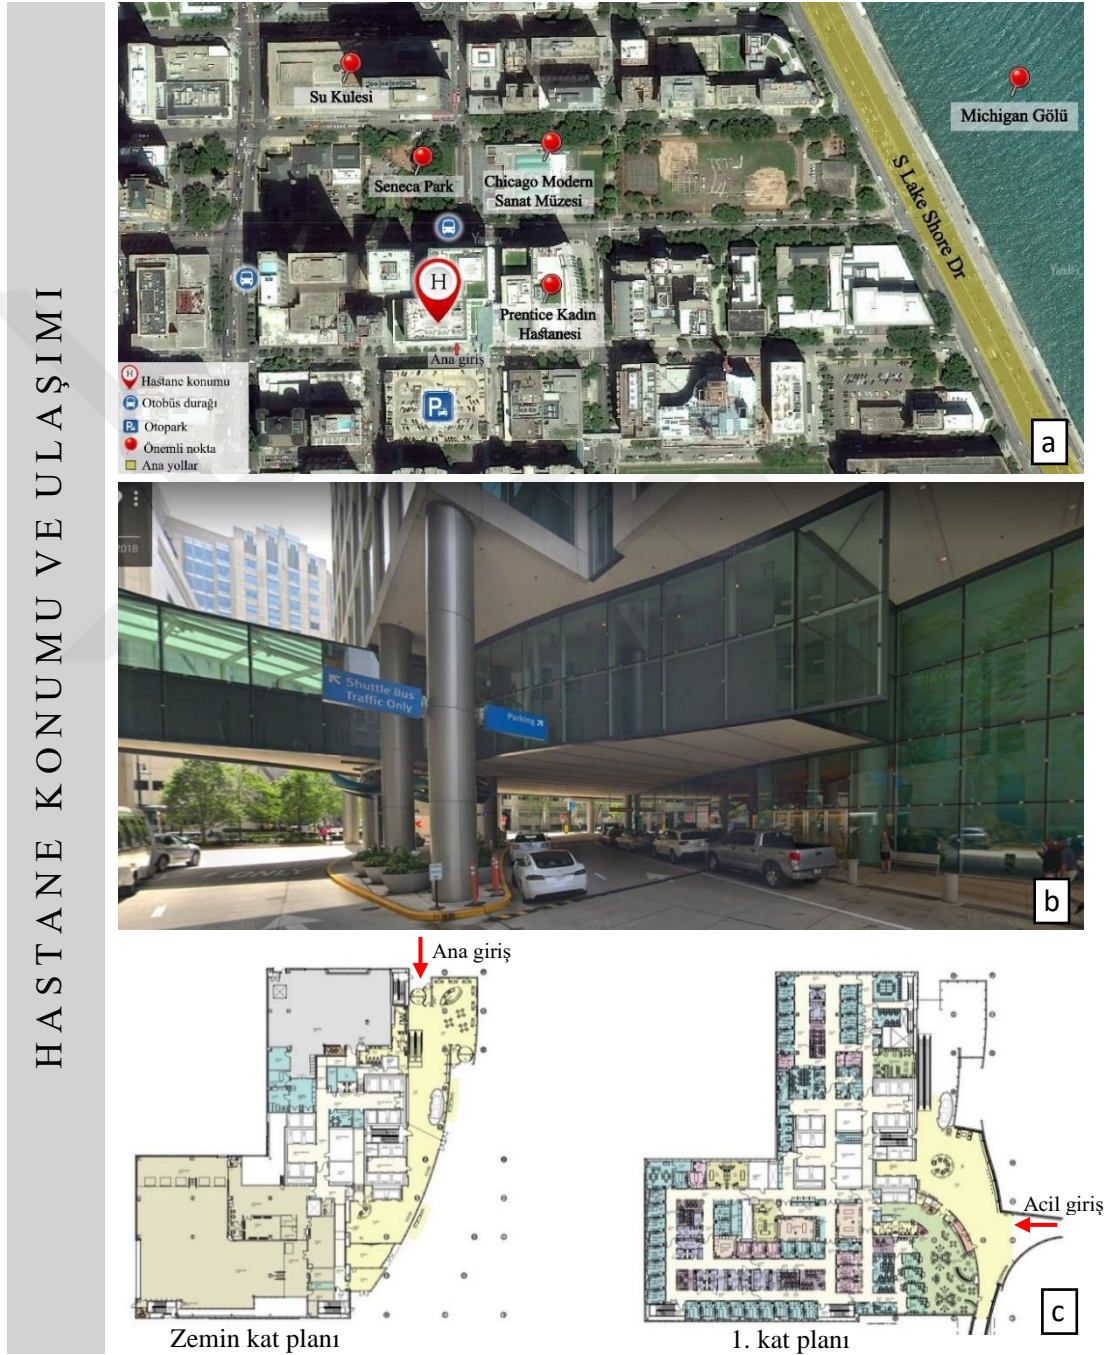 HASTANE KONUMU VE ULAŞIMI
Su Kulesi
Michigan Gölü
Seneca Park
Chicago Modern
Sanat Müzesi
S Lake Shore Dr
H
Prentice Kadın
Hastanesi
Ana giriş
P
H
Hastane konumu
Otobüs durağı
P
Otopark
Önemli nokta
Ana yollar
a
2018
Shuttle Bus
Traffic Only
Parking
ONLY
b
Ana giriş
Acil giriş
c
Zemin kat planı
1. kat planı